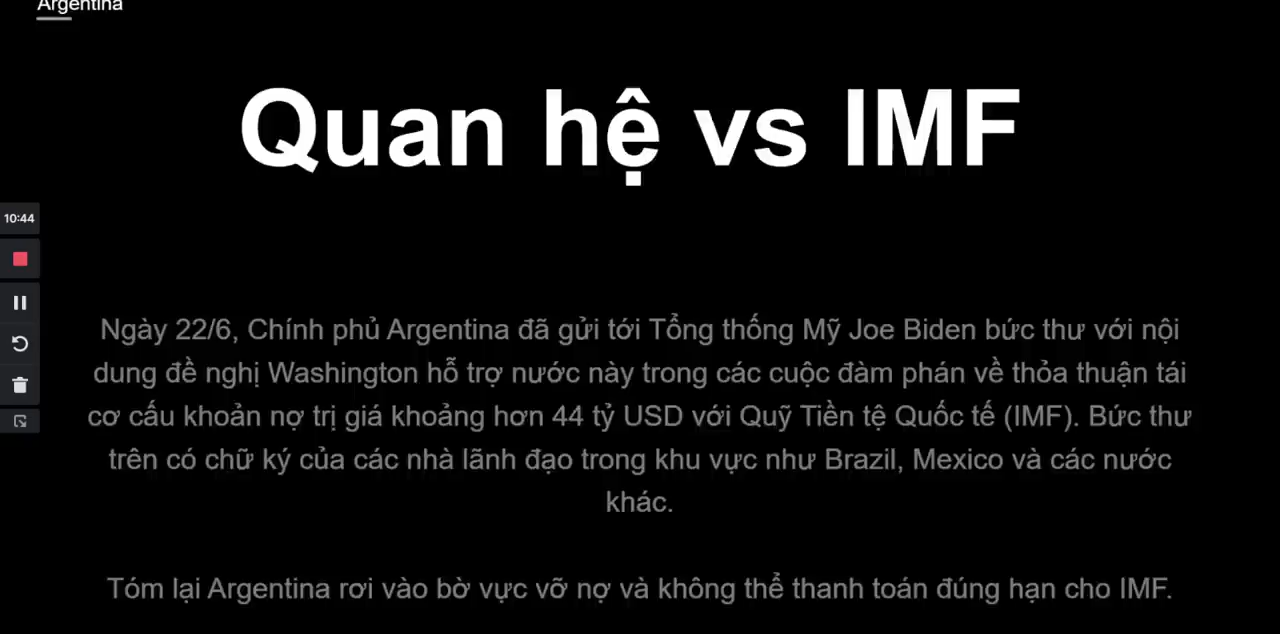 Argentina
Quan hệ vs IMF
10:44
Ngày 22/6, Chính phủ Argentina đã gửi tới Tổng thống Mỹ Joe Biden bức thư với nội
dung đề nghị Washington hỗ trợ nước này trong các cuộc đàm phán về thỏa thuận tái
cơ cấu khoản nợ trị giá khoảng hơn 44 tỷ USD với Quỹ Tiền tệ Quốc tế (IMF). Bức thư
trên có chữ ký của các nhà lãnh đạo trong khu vực như Brazil, Mexico và các nước
khác.
Tóm lại Argentina rơi vào bờ vực vỡ nợ và không thể thanh toán đúng hạn cho IMF.